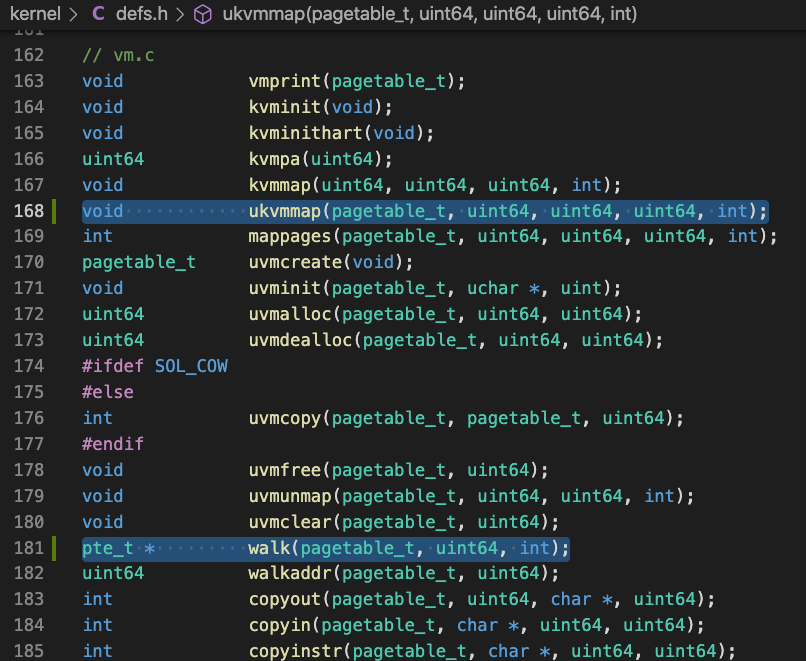 kernel > C defs.h > ukvmmap(pagetable_t, uint64, uint64, uint64, int)
161
162 // vm.c
163 void vmprint(pagetable_t);
164 void kvminit(void);
165 void kvminithart(void);
166 uint64 kvmpa(uint64);
167 void kvmmap(uint64, uint64, uint64, int);
168 void ukvmmap(pagetable_t, uint64, uint64, uint64, int);
169 int mappages(pagetable_t, uint64, uint64, uint64, int);
170 pagetable_t uvmcreate(void);
171 void uvminit(pagetable_t, uchar *, uint);
172 uint64 uvmalloc(pagetable_t, uint64, uint64);
173 uint64 uvmdealloc(pagetable_t, uint64, uint64);
174 #ifdef SOL_COW
175 #else
176 int uvmcopy(pagetable_t, pagetable_t, uint64);
177 #endif
178 void uvmfree(pagetable_t, uint64);
179 void uvmunmap(pagetable_t, uint64, uint64, int);
180 void uvmclear(pagetable_t, uint64);
181 pte_t * walk(pagetable_t, uint64, int);
182 uint64 walkaddr(pagetable_t, uint64);
183 int copyout(pagetable_t, uint64, char *, uint64);
184 int copyin(pagetable_t, char *, uint64, uint64);
185 int copyinstr(pagetable_t, char *, uint64, uint64);